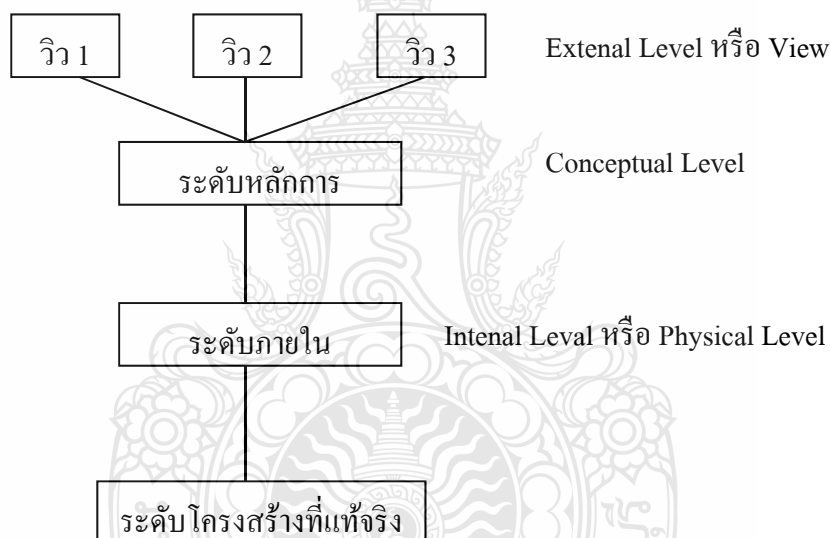 วิว 1 วิว 2 วิว 3 Extenal Level หรือ View
ระดับหลักการ Conceptual Level
ระดับภายใน Intenal Leval หรือ Physical Level
ระดับโครงสร้างที่แท้จริง